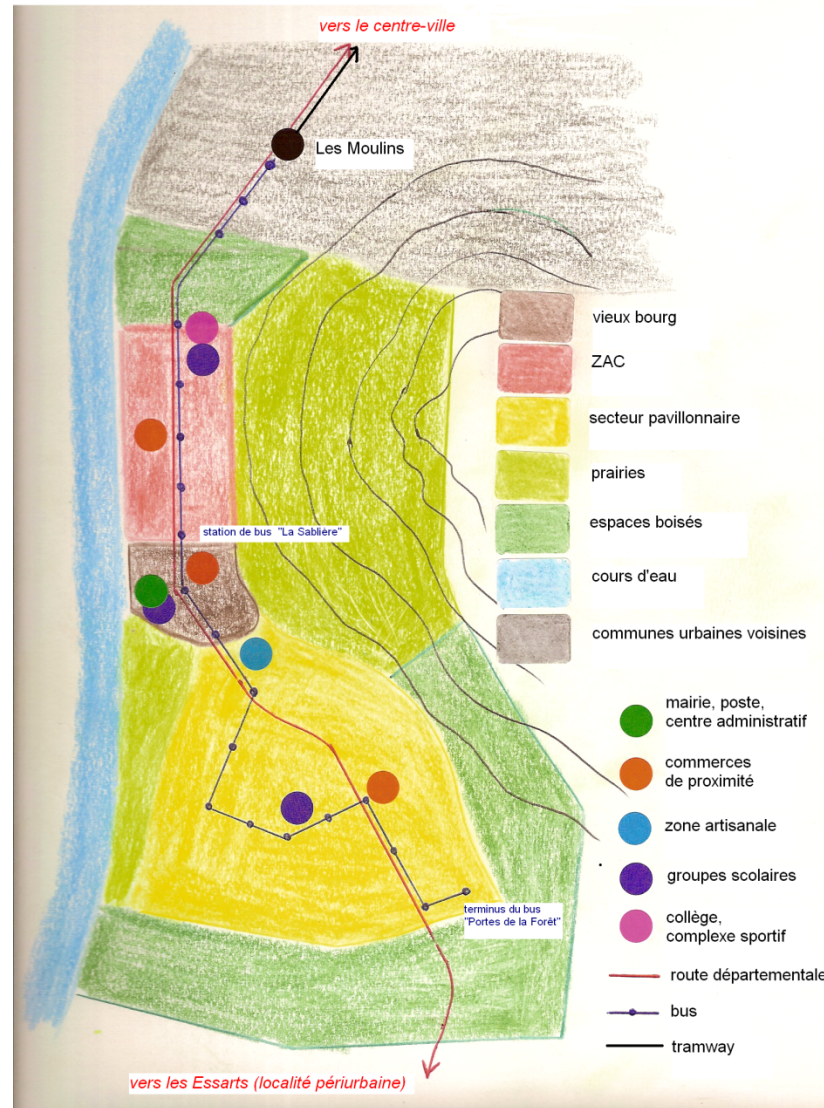 vers le centre-ville
Les Moulins
vieux bourg
ZAC
secteur pavillonnaire
prairies
espaces boisés
cours d'eau
communes urbaines voisines
station de bus "La Sablière"
mairie, poste,
centre administratif
commerces
de proximité
zone artisanale
groupes scolaires
collège,
complexe sportif
route départementale
bus
tramway
terminus du bus
"Portes de la Forêt"
vers les Essarts (localité périurbaine)